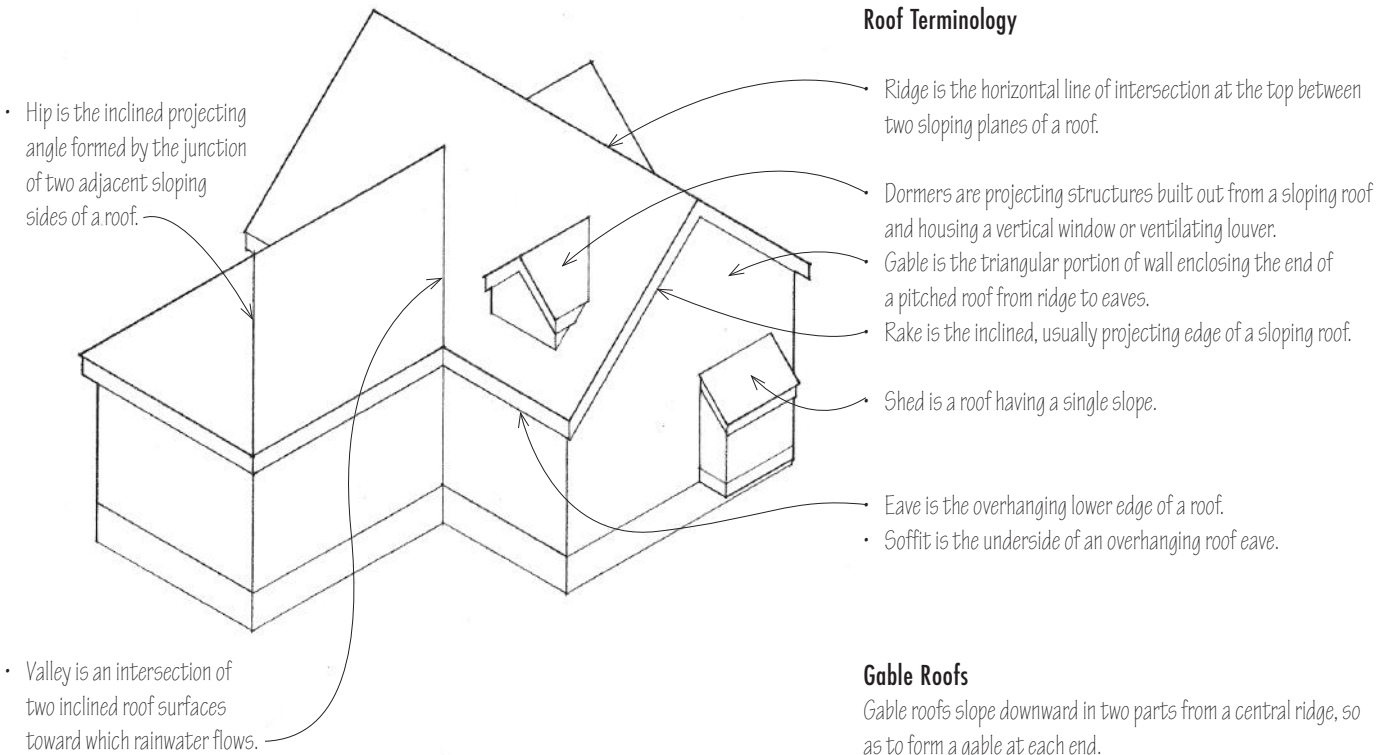 Roof Terminology
• Hip is the inclined projecting
angle formed by the junction
of two adjacent sloping
sides of a roof.
• Ridge is the horizontal line of intersection at the top between
two sloping planes of a roof.
• Dormers are projecting structures built out from a sloping roof
and housing a vertical window or ventilating louver.
• Gable is the triangular portion of wall enclosing the end of
a pitched roof from ridge to eaves.
• Rake is the inclined, usually projecting edge of a sloping roof.
• Shed is a roof having a single slope.
• Eave is the overhanging lower edge of a roof.
• Soffit is the underside of an overhanging roof eave.
• Valley is an intersection of
two inclined roof surfaces
toward which rainwater flows.
Gable Roofs
Gable roofs slope downward in two parts from a central ridge, so
as to form a gable at each end.